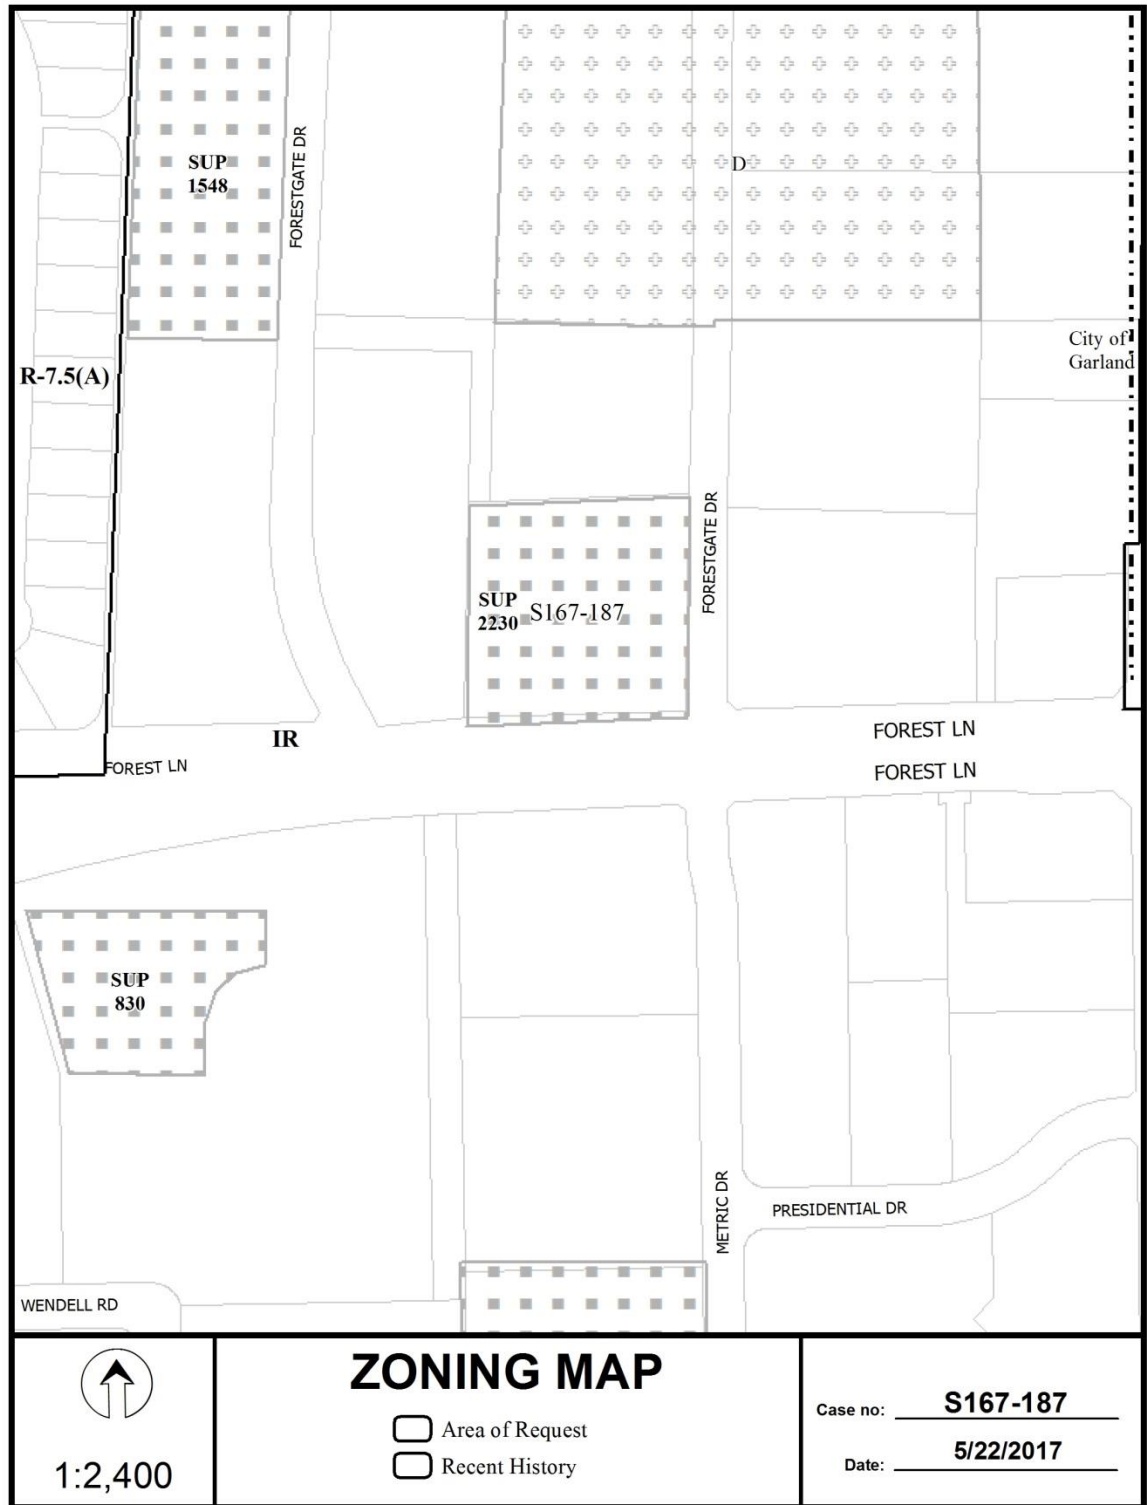 SUP
1548
FORESTGATE DR
D
City of
Garland
R-7.5(A)
FORESTGATE DR
SUP
2230
S167-187
IR
FOREST LN
FOREST LN
FOREST LN
SUP
830
METRIC DR
PRESIDENTIAL DR
WENDELL RD
1:2,400
ZONING MAP
Area of Request
Recent History
Case no: S167-187
Date: 5/22/2017